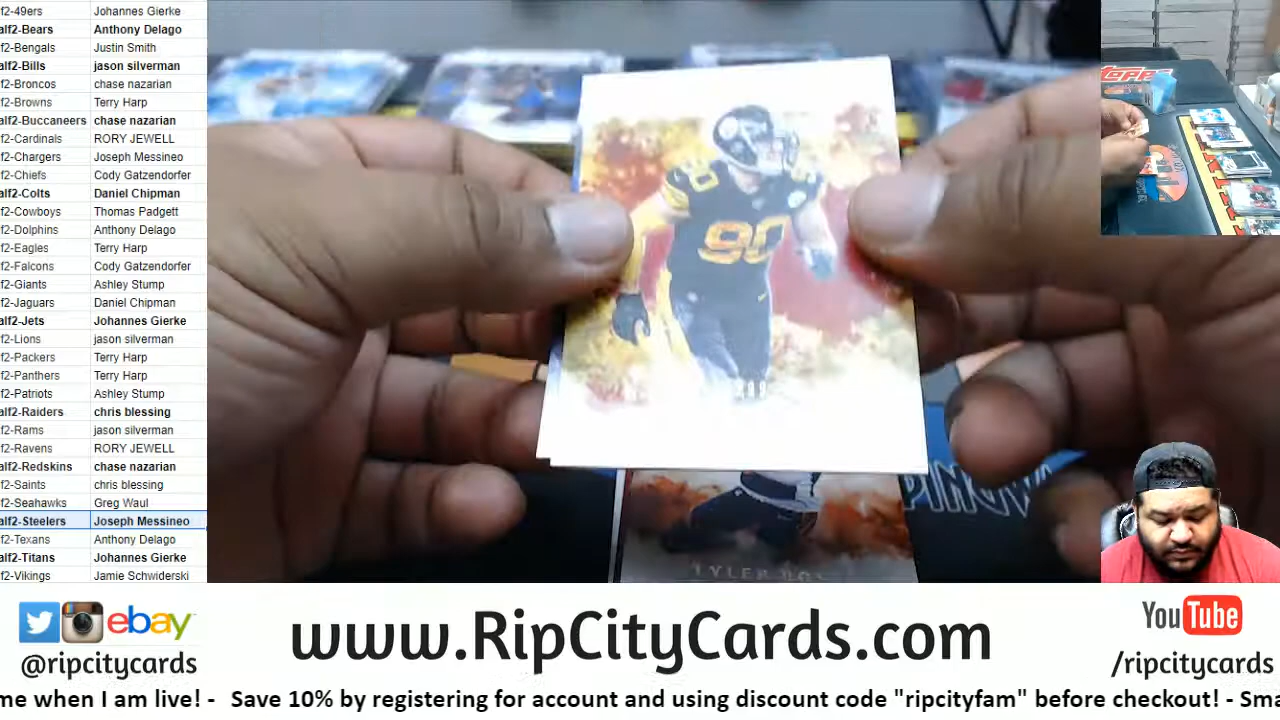 f2-49ers Johannes Gierke
alf2-Bears Anthony Delago
f2-Bengals Justin Smith
alf2-Bills jason silverman
f2-Broncos chase nazarian
f2-Browns Terry Harp
alf2-Buccaneers chase nazarian
f2-Cardinals RORY JEWELL
f2-Chargers Joseph Messineo
f2-Chiefs Cody Gatzendorfer
alf2-Colts Daniel Chipman
f2-Cowboys Thomas Padgett
f2-Dolphins Anthony Delago
f2-Eagles Terry Harp
f2-Falcons Cody Gatzendorfer
f2-Giants Ashley Stump
f2-Jaguars Daniel Chipman
alf2-Jets Johannes Gierke
f2-Lions jason silverman
f2-Packers Terry Harp
f2-Panthers Terry Harp
f2-Patriots Ashley Stump
alf2-Raiders chris blessing
f2-Rams jason silverman
f2-Ravens RORY JEWELL
alf2-Redskins chase nazarian
f2-Saints chris blessing
f2-Seahawks Greg Waul
alf2-Steelers Joseph Messineo
f2-Texans Anthony Delago
alf2-Titans Johannes Gierke
f2-Vikings Jamie Schwiderski
90
TYLER
Topps
ebay
@ripcitycards
www.RipCityCards.com
YouTube
/ripcitycards
me when I am live! - Save 10% by registering for account and using discount code "ripcityfam" before checkout! - Sma